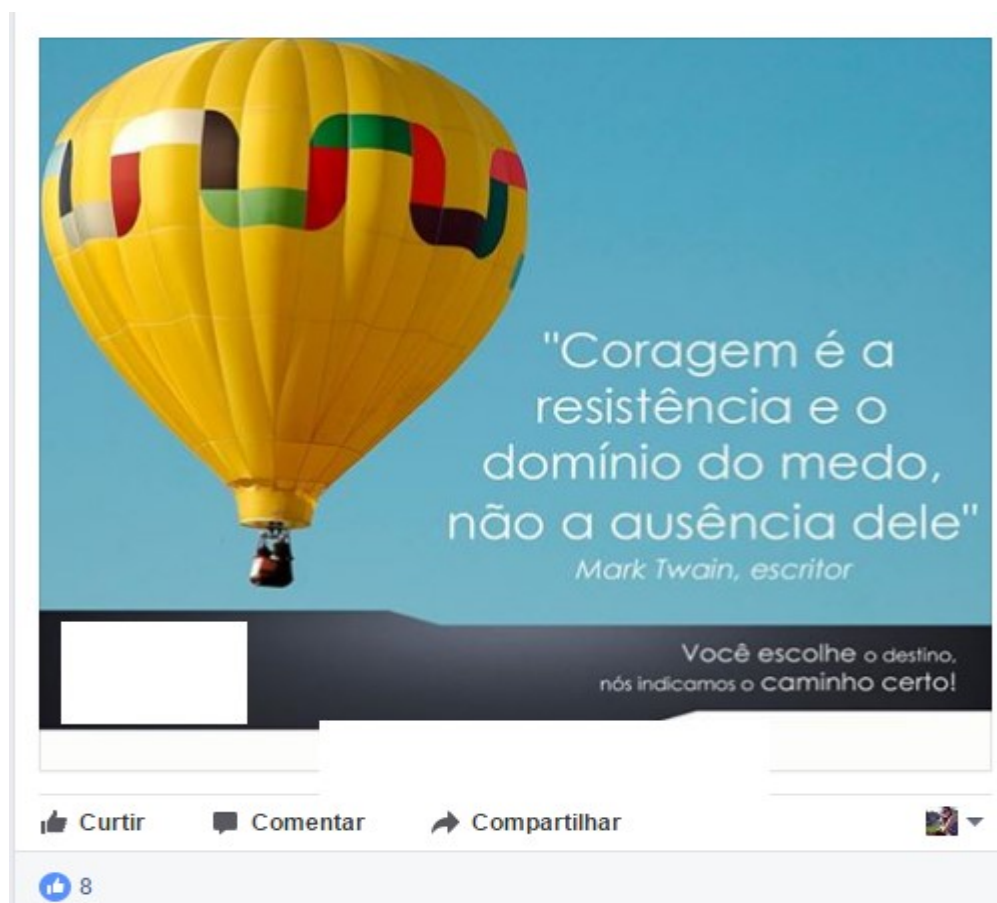 "Coragem é a
resistência e o
domínio do medo,
não a ausência dele"
Mark Twain, escritor
Você escolhe o destino,
nós indicamos o caminho certo!
Curtir Comentar Compartilhar
8